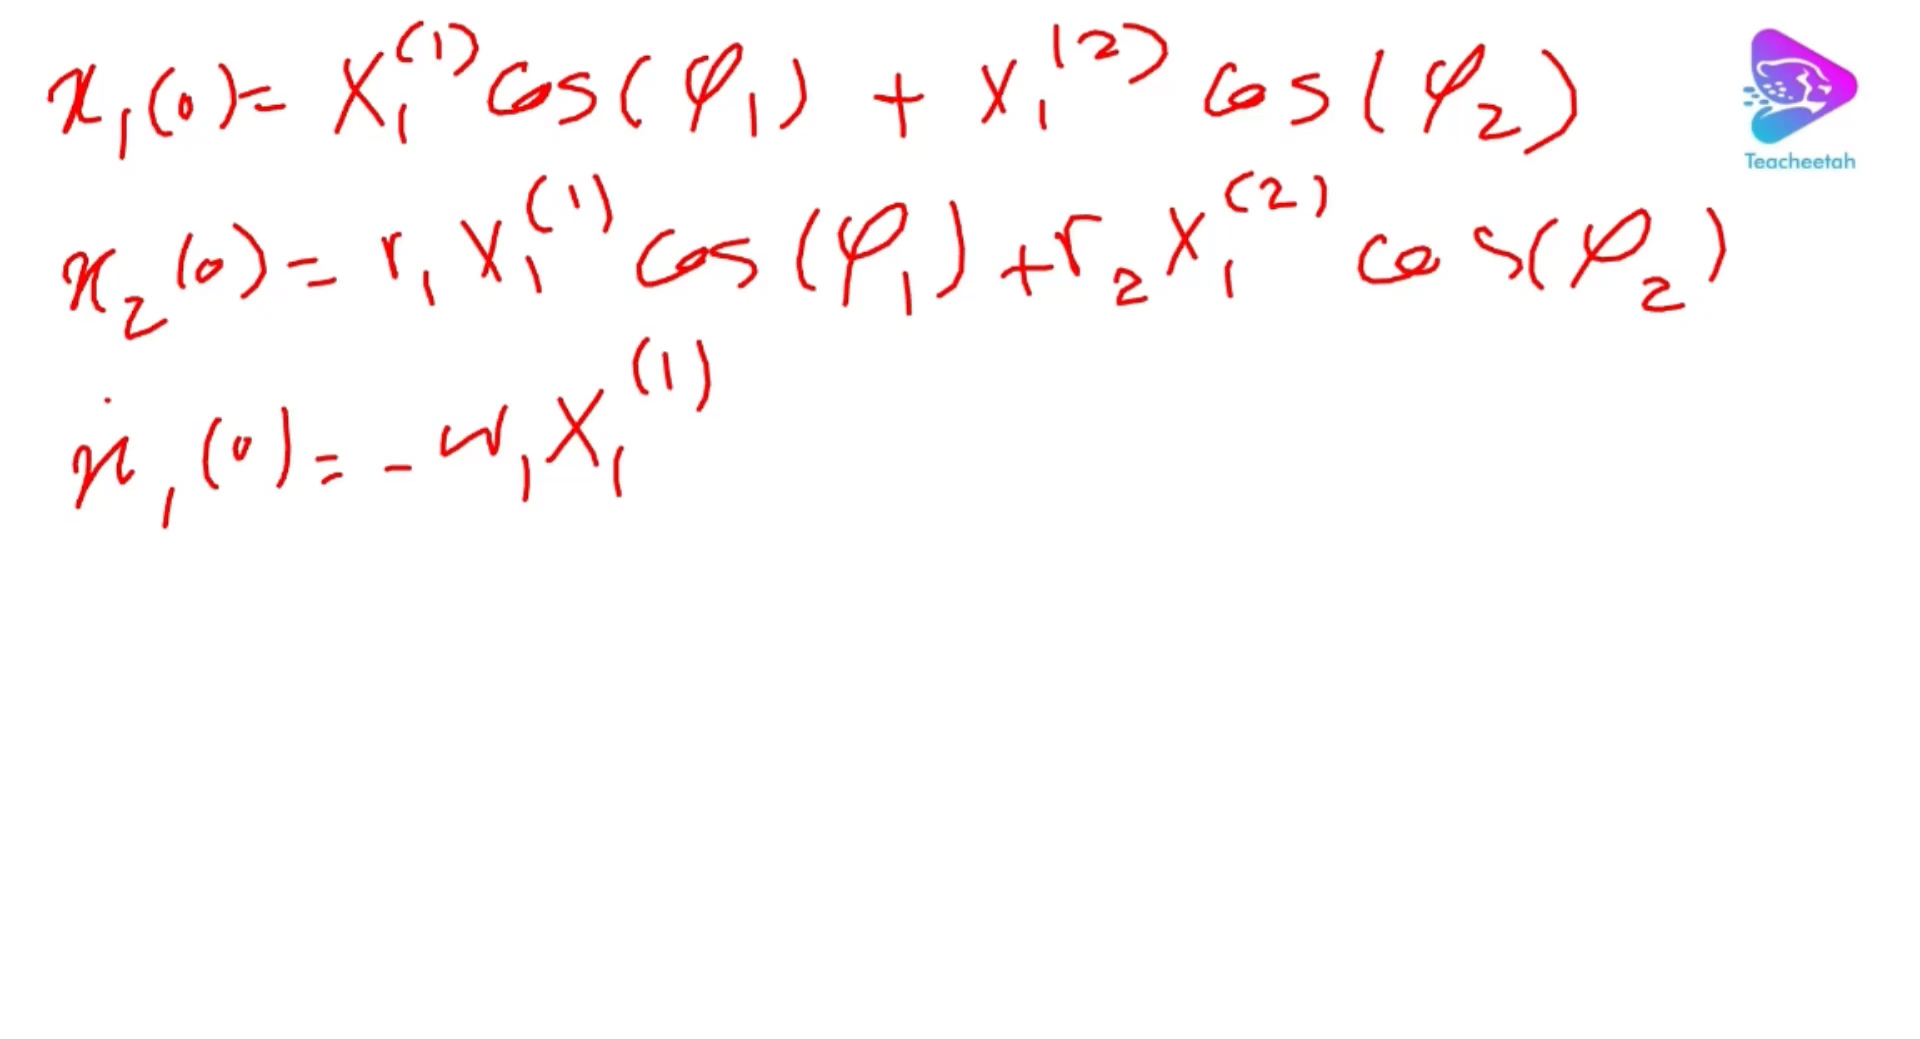 x₁(0)= X₁⁽¹⁾ cos(φ₁) + X₁⁽²⁾ cos(φ₂)
Teacheetah
x₂(0)= r₁ X₁⁽¹⁾ cos(φ₁) + r₂ X₁⁽²⁾ cos(φ₂)
ẋ₁(0)= - w₁ X₁⁽¹⁾